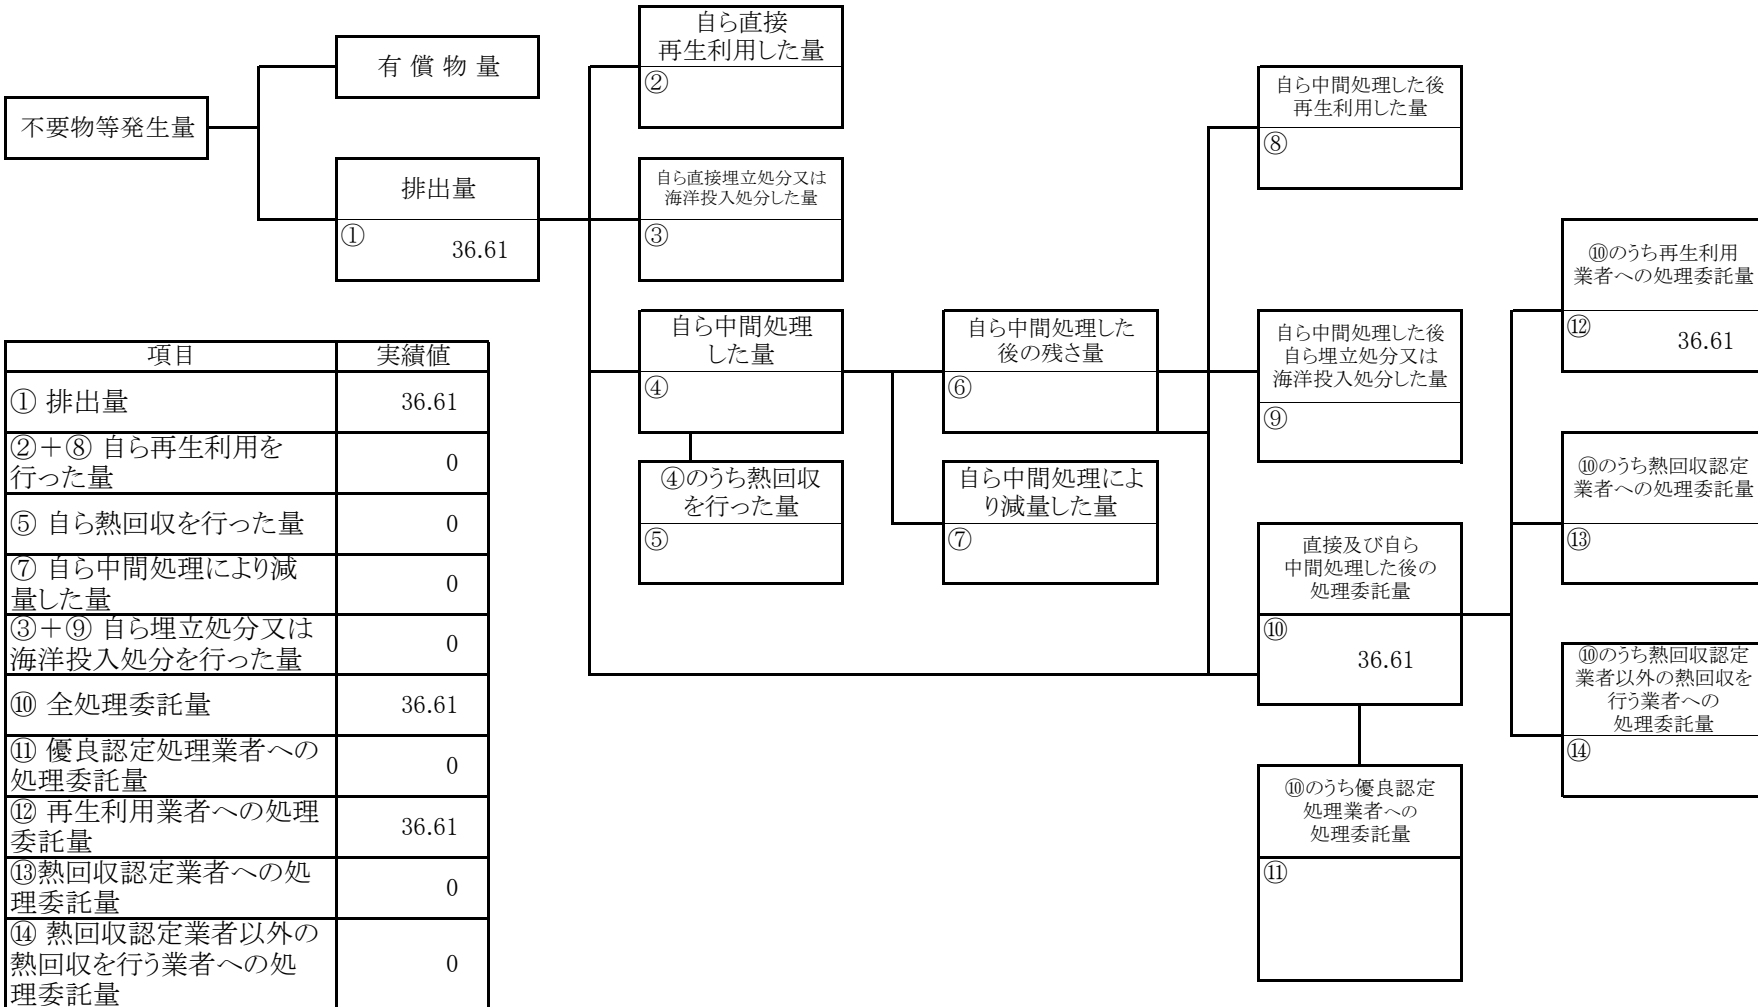 不要物等発生量
有 償 物 量
排出量
①
36.61
自ら直接
再生利用した量
②
自ら直接埋立処分又は
海洋投入処分した量
③
自ら中間処理
した量
④
④のうち熱回収
を行った量
⑤
自ら中間処理した
後の残さ量
⑥
自ら中間処理によ
り減量した量
⑦
自ら中間処理した後
再生利用した量
⑧
自ら中間処理した後
自ら埋立処分又は
海洋投入処分した量
⑨
直接及び自ら
中間処理した後の
処理委託量
⑩
36.61
⑩のうち優良認定
処理業者への
処理委託量
⑪
⑩のうち再生利用
業者への処理委託量
⑫
36.61
⑩のうち熱回収認定
業者への処理委託量
⑬
⑩のうち熱回収認定
業者以外の熱回収を
行う業者への
処理委託量
⑭
項目 実績値
① 排出量 36.61
②＋⑧ 自ら再生利用を
行った量 0
⑤ 自ら熱回収を行った量 0
⑦ 自ら中間処理により減
量した量 0
③＋⑨ 自ら埋立処分又は
海洋投入処分を行った量 0
⑩ 全処理委託量 36.61
⑪ 優良認定処理業者への
処理委託量 0
⑫ 再生利用業者への処理
委託量 36.61
⑬熱回収認定業者への処
理委託量 0
⑭ 熱回収認定業者以外の
熱回収を行う業者への処 0
理委託量